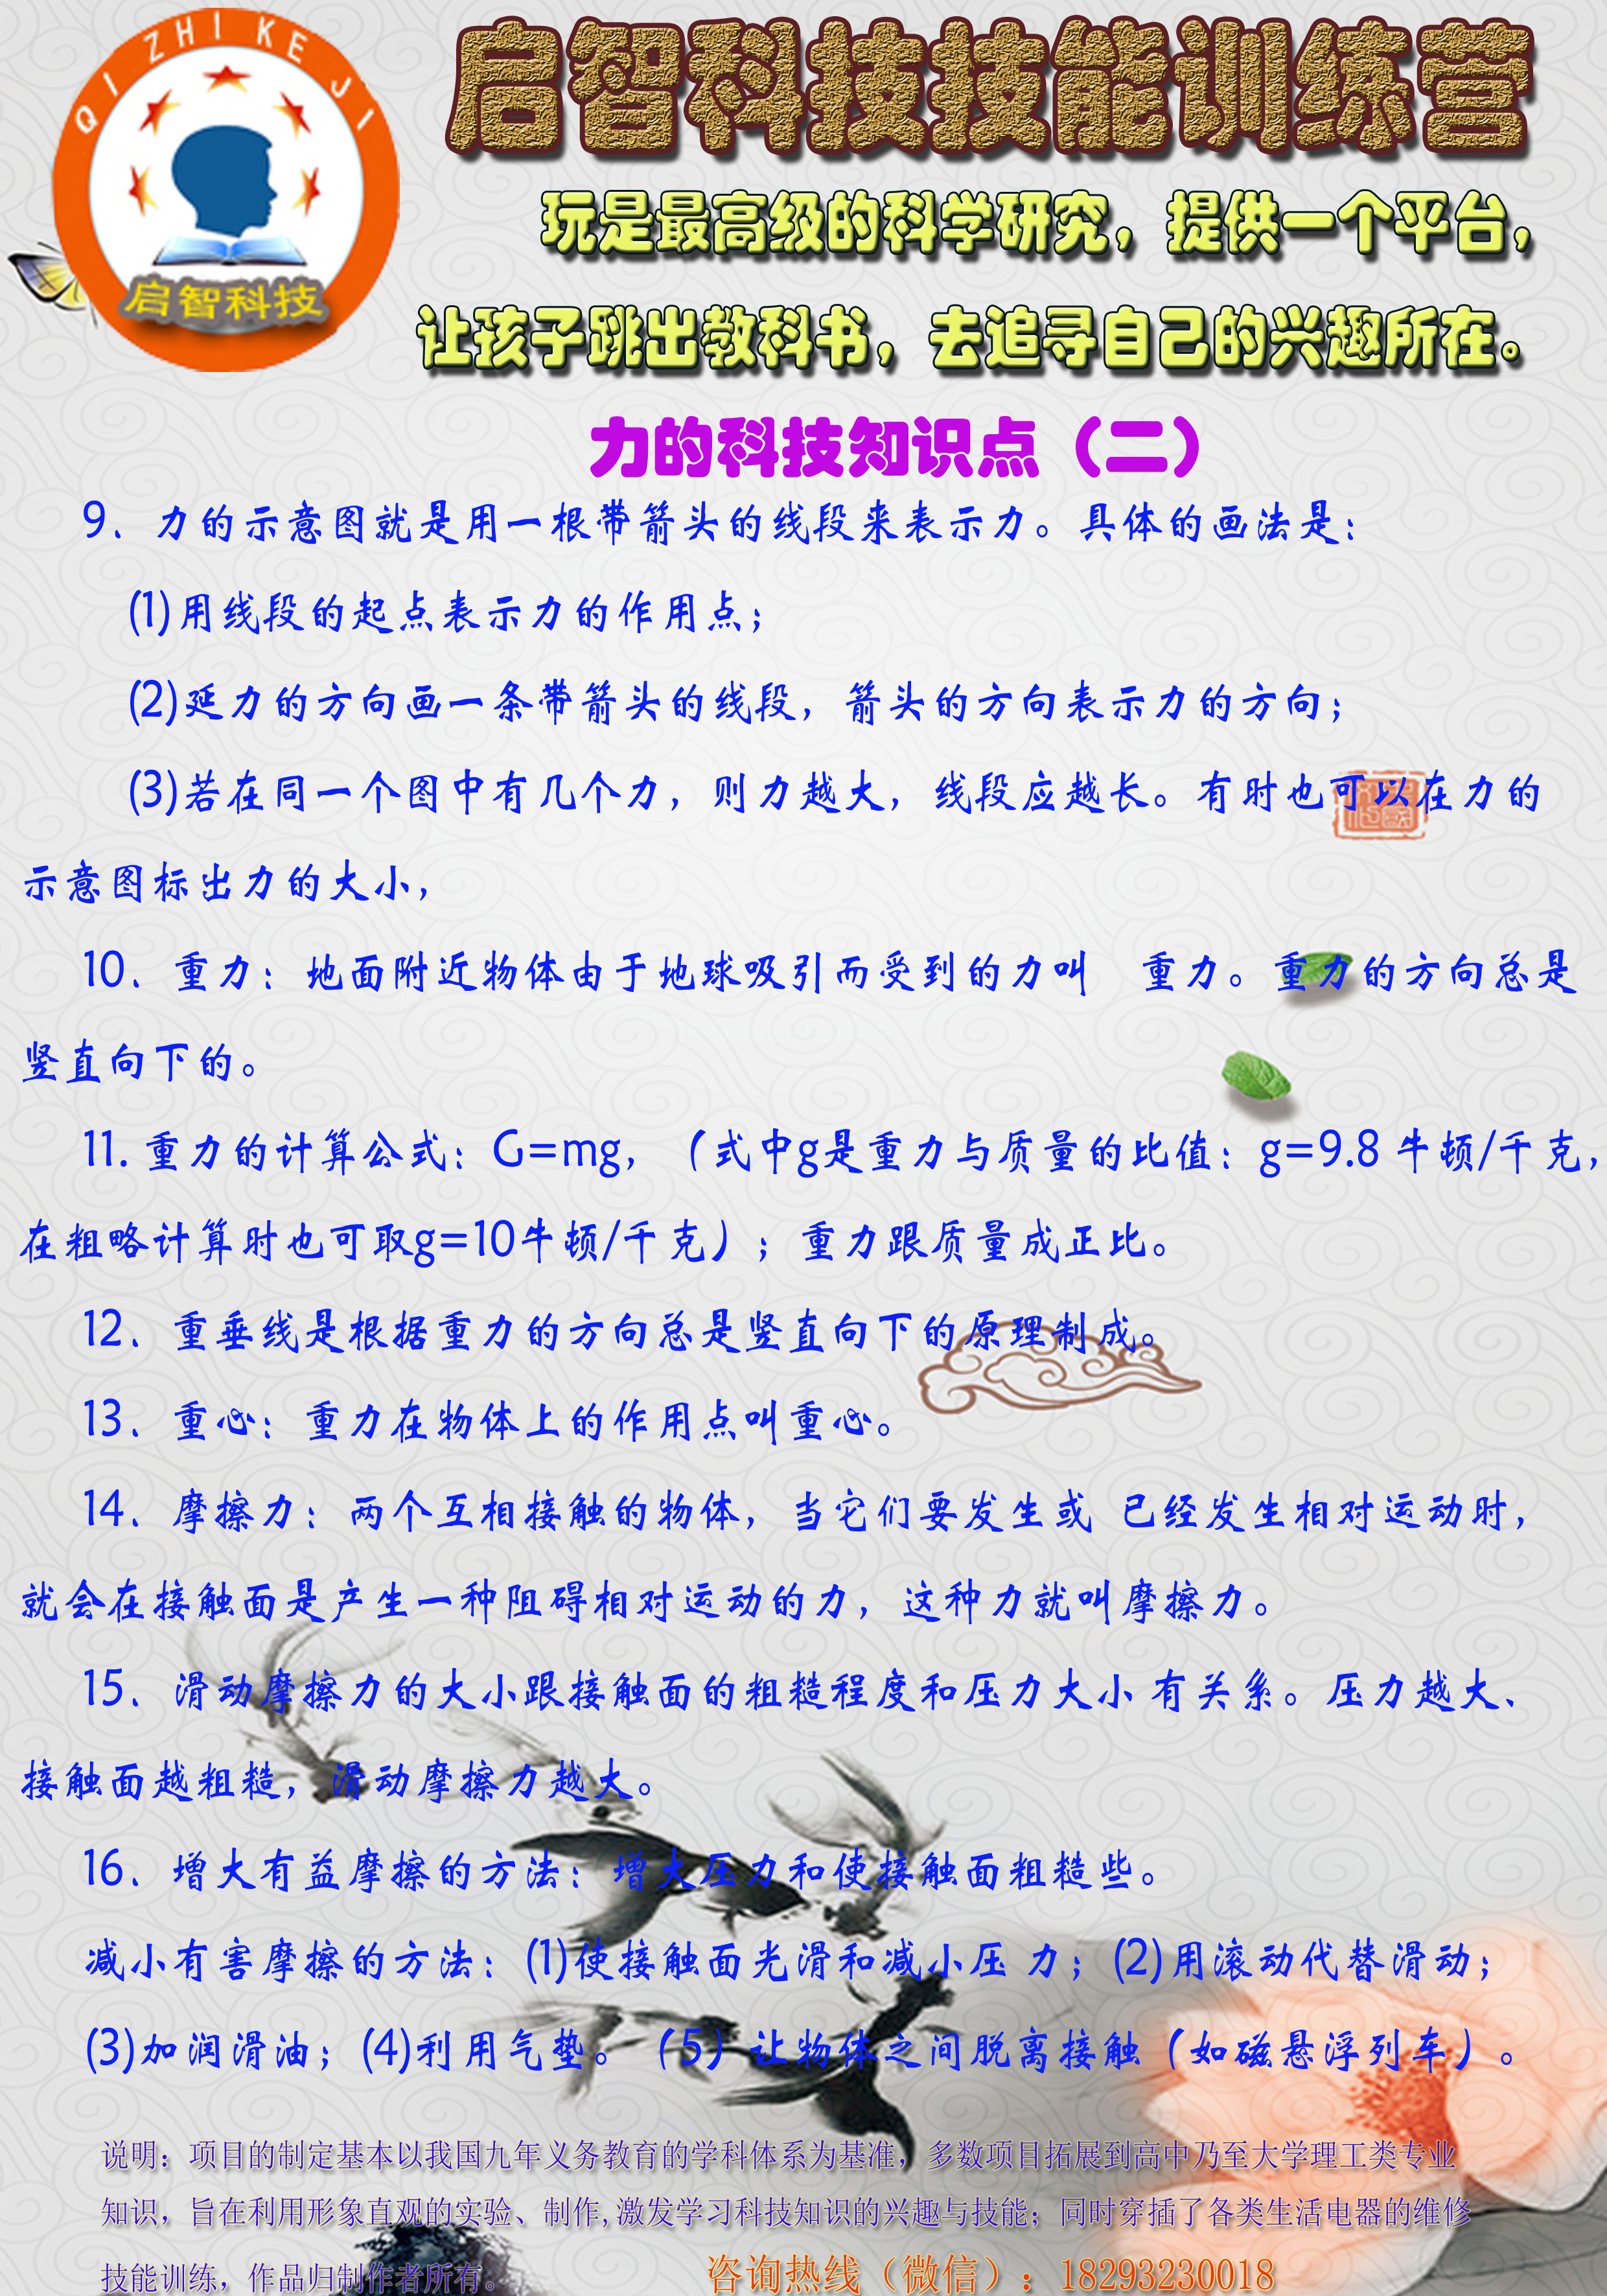 QI ZHI KE JI
启智科技
启智科技技能训练营
玩是最高级的科学研究，提供一个平台，
让孩子跳出教科书，去追寻自己的兴趣所在。
力的科技知识点（二）
9．力的示意图就是用一根带箭头的线段来表示力。具体的画法是：
(1)用线段的起点表示力的作用点；
(2)延力的方向画一条带箭头的线段，箭头的方向表示力的方向；
(3)若在同一个图中有几个力，则力越大，线段应越长。有时也可以在力的
示意图标出力的大小，
10．重力：地面附近物体由于地球吸引而受到的力叫　重力。重力的方向总是
竖直向下的。
11. 重力的计算公式：G=mg，（式中g是重力与质量的比值：g=9.8 牛顿/千克，
在粗略计算时也可取g=10牛顿/千克）；重力跟质量成正比。
12．重垂线是根据重力的方向总是竖直向下的原理制成。
13．重心：重力在物体上的作用点叫重心。
14．摩擦力：两个互相接触的物体，当它们要发生或 已经发生相对运动时，
就会在接触面是产生一种阻碍相对运动的力，这种力就叫摩擦力。
15．滑动摩擦力的大小跟接触面的粗糙程度和压力大小 有关系。压力越大、
接触面越粗糙，滑动摩擦力越大。
16．增大有益摩擦的方法：增大压力和使接触面粗糙些。
减小有害摩擦的方法：(1)使接触面光滑和减小压 力；(2)用滚动代替滑动；
(3)加润滑油；(4)利用气垫。（5）让物体之间脱离接触（如磁悬浮列车）。
说明：项目的制定基本以我国九年义务教育的学科体系为基准，多数项目拓展到高中乃至大学理工类专业
知识，旨在利用形象直观的实验、制作,激发学习科技知识的兴趣与技能；同时穿插了各类生活电器的维修
技能训练，作品归制作者所有。
咨询热线（微信）：18293230018